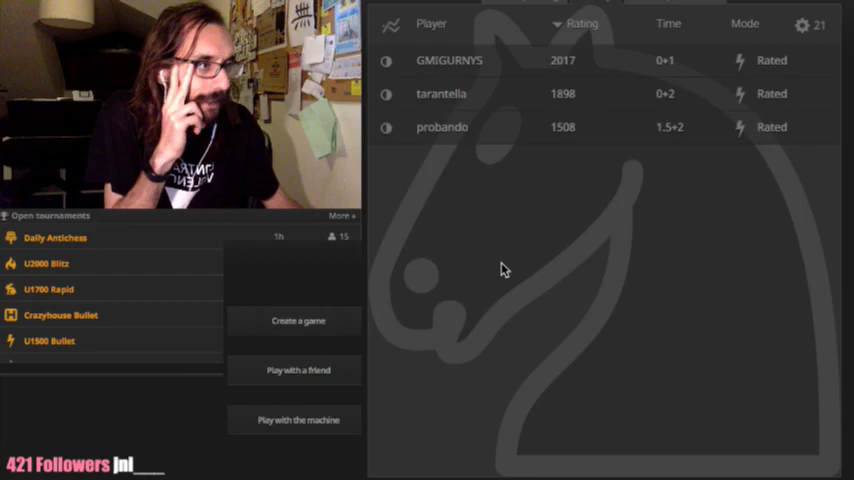 Player Rating Time Mode 21
GMIGURNYS 2017 0+1 Rated
tarantella 1898 0+2 Rated
probando 1508 1.5+2 Rated
Open tournaments More »
Daily Antichess 1h 15
U2000 Blitz
U1700 Rapid
Crazyhouse Bullet
U1500 Bullet
Create a game
Play with a friend
Play with the machine
421 Followers jni____